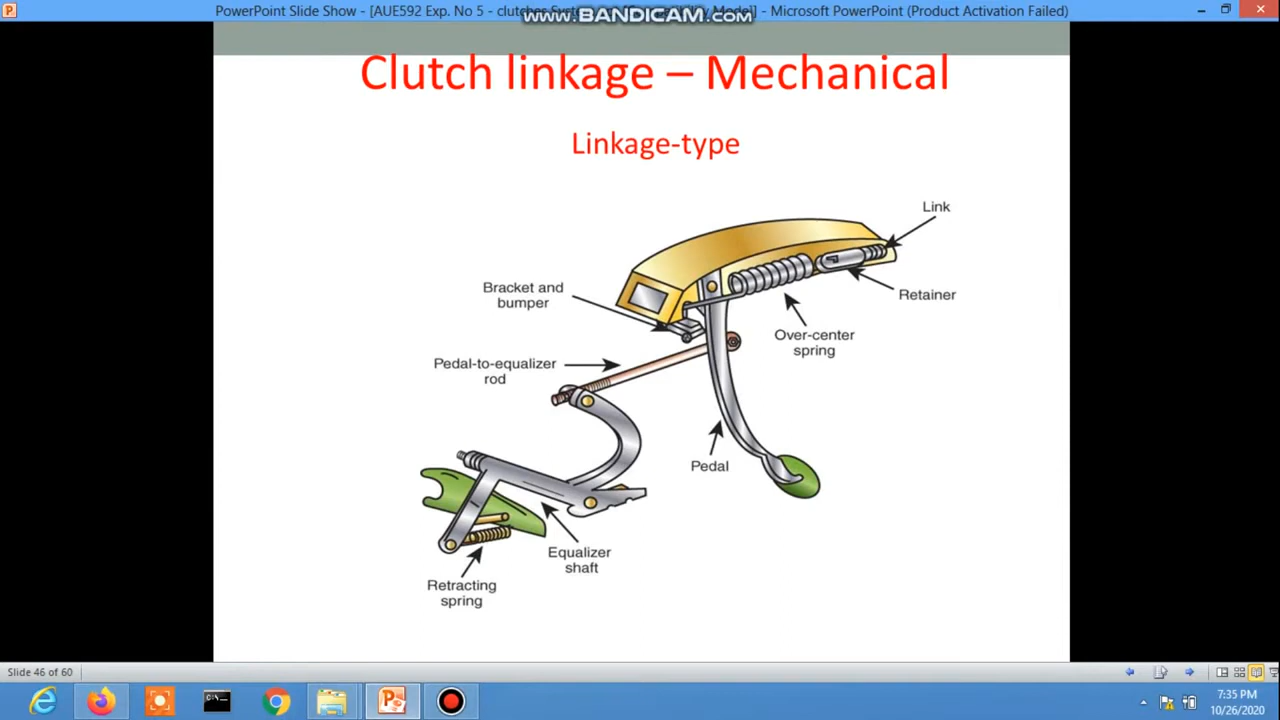 PowerPoint Slide Show - [AUE592 Exp. No 5 - clutches
Model] - Microsoft PowerPoint (Product Activation Failed)
www.BANDICAM.com
Clutch linkage – Mechanical
Linkage-type
Link
Bracket and
bumper
Retainer
Over-center
spring
Pedal-to-equalizer
rod
Pedal
Equalizer
shaft
Retracting
spring
Slide 46 of 60
7:35 PM
10/26/2020